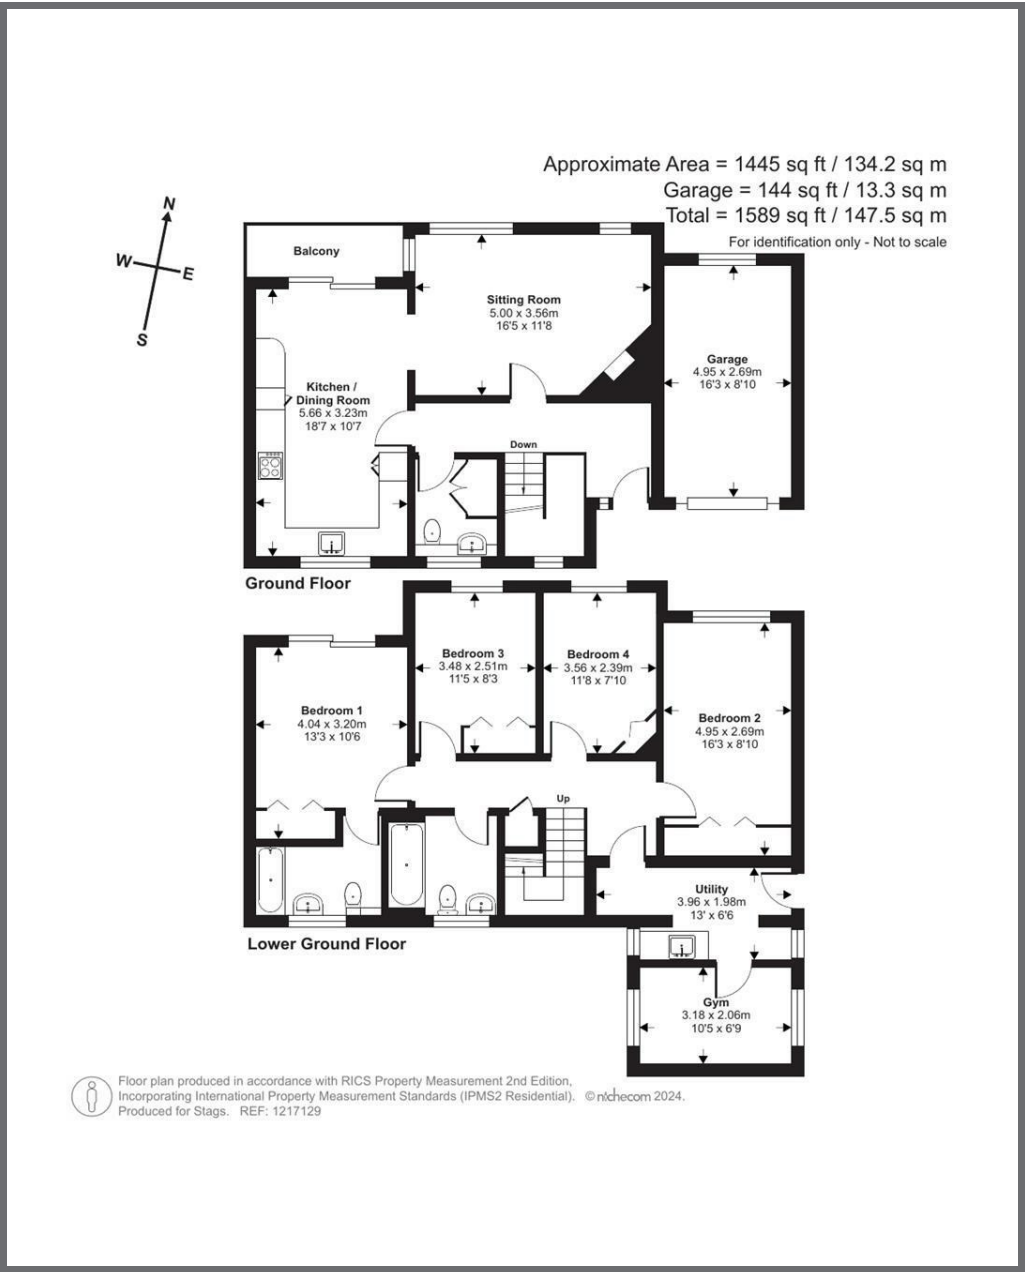 Approximate Area = 1445 sq ft / 134.2 sq m
Garage = 144 sq ft / 13.3 sq m
Total = 1589 sq ft / 147.5 sq m
For identification only - Not to scale
N
W
E
S
Balcony
Sitting Room
5.00 x 3.56m
16'5 x 11'8
Garage
4.95 x 2.69m
16'3 x 8'10
Kitchen /
Dining Room
5.66 x 3.23m
18'7 x 10'7
Down
Ground Floor
Bedroom 3
3.48 x 2.51m
11'5 x 8'3
Bedroom 4
3.56 x 2.39m
11'8 x 7'10
Bedroom 1
4.04 x 3.20m
13'3 x 10'6
Bedroom 2
4.95 x 2.69m
16'3 x 8'10
Up
Utility
3.96 x 1.98m
13' x 6'6
Lower Ground Floor
Gym
3.18 x 2.06m
10'5 x 6'9
Floor plan produced in accordance with RICS Property Measurement 2nd Edition,
Incorporating International Property Measurement Standards (IPMS2 Residential). © nichecom 2024.
Produced for Stags. REF: 1217129